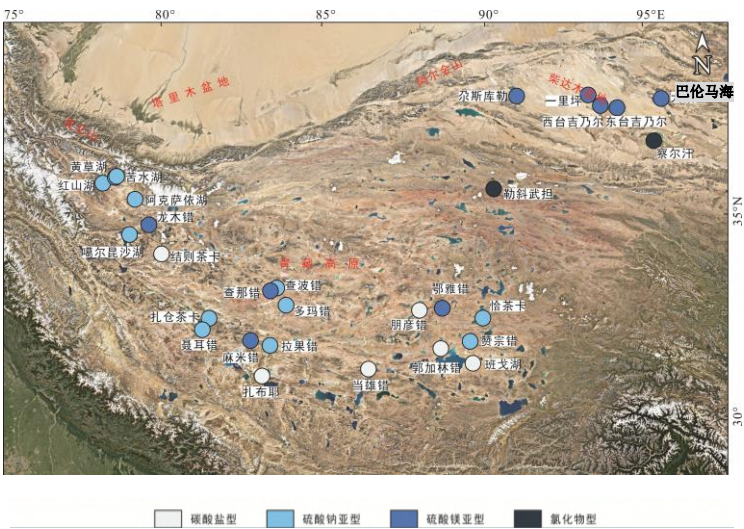 75° 80° 85° 90° 95°E
N
塔里木盆地
阿尔金山
柴达木盆地
尕斯库勒
一里坪
巴伦马海
西台吉乃尔
东台吉乃尔
察尔汗
勒斜武担
黄草湖
苦水湖
红山湖
阿克萨依湖
龙木错
噶尔昆沙湖
结则茶卡
35°N
青藏高原
查波错
查那错
多玛错
鄂雅错
恰茶卡
朋彦错
扎仓茶卡
聂耳错
麻米错
拉果错
赞宗错
郭加林错
班戈湖
当雄错
扎布耶
30°
碳酸盐型 硫酸钠亚型 硫酸镁亚型 氯化物型